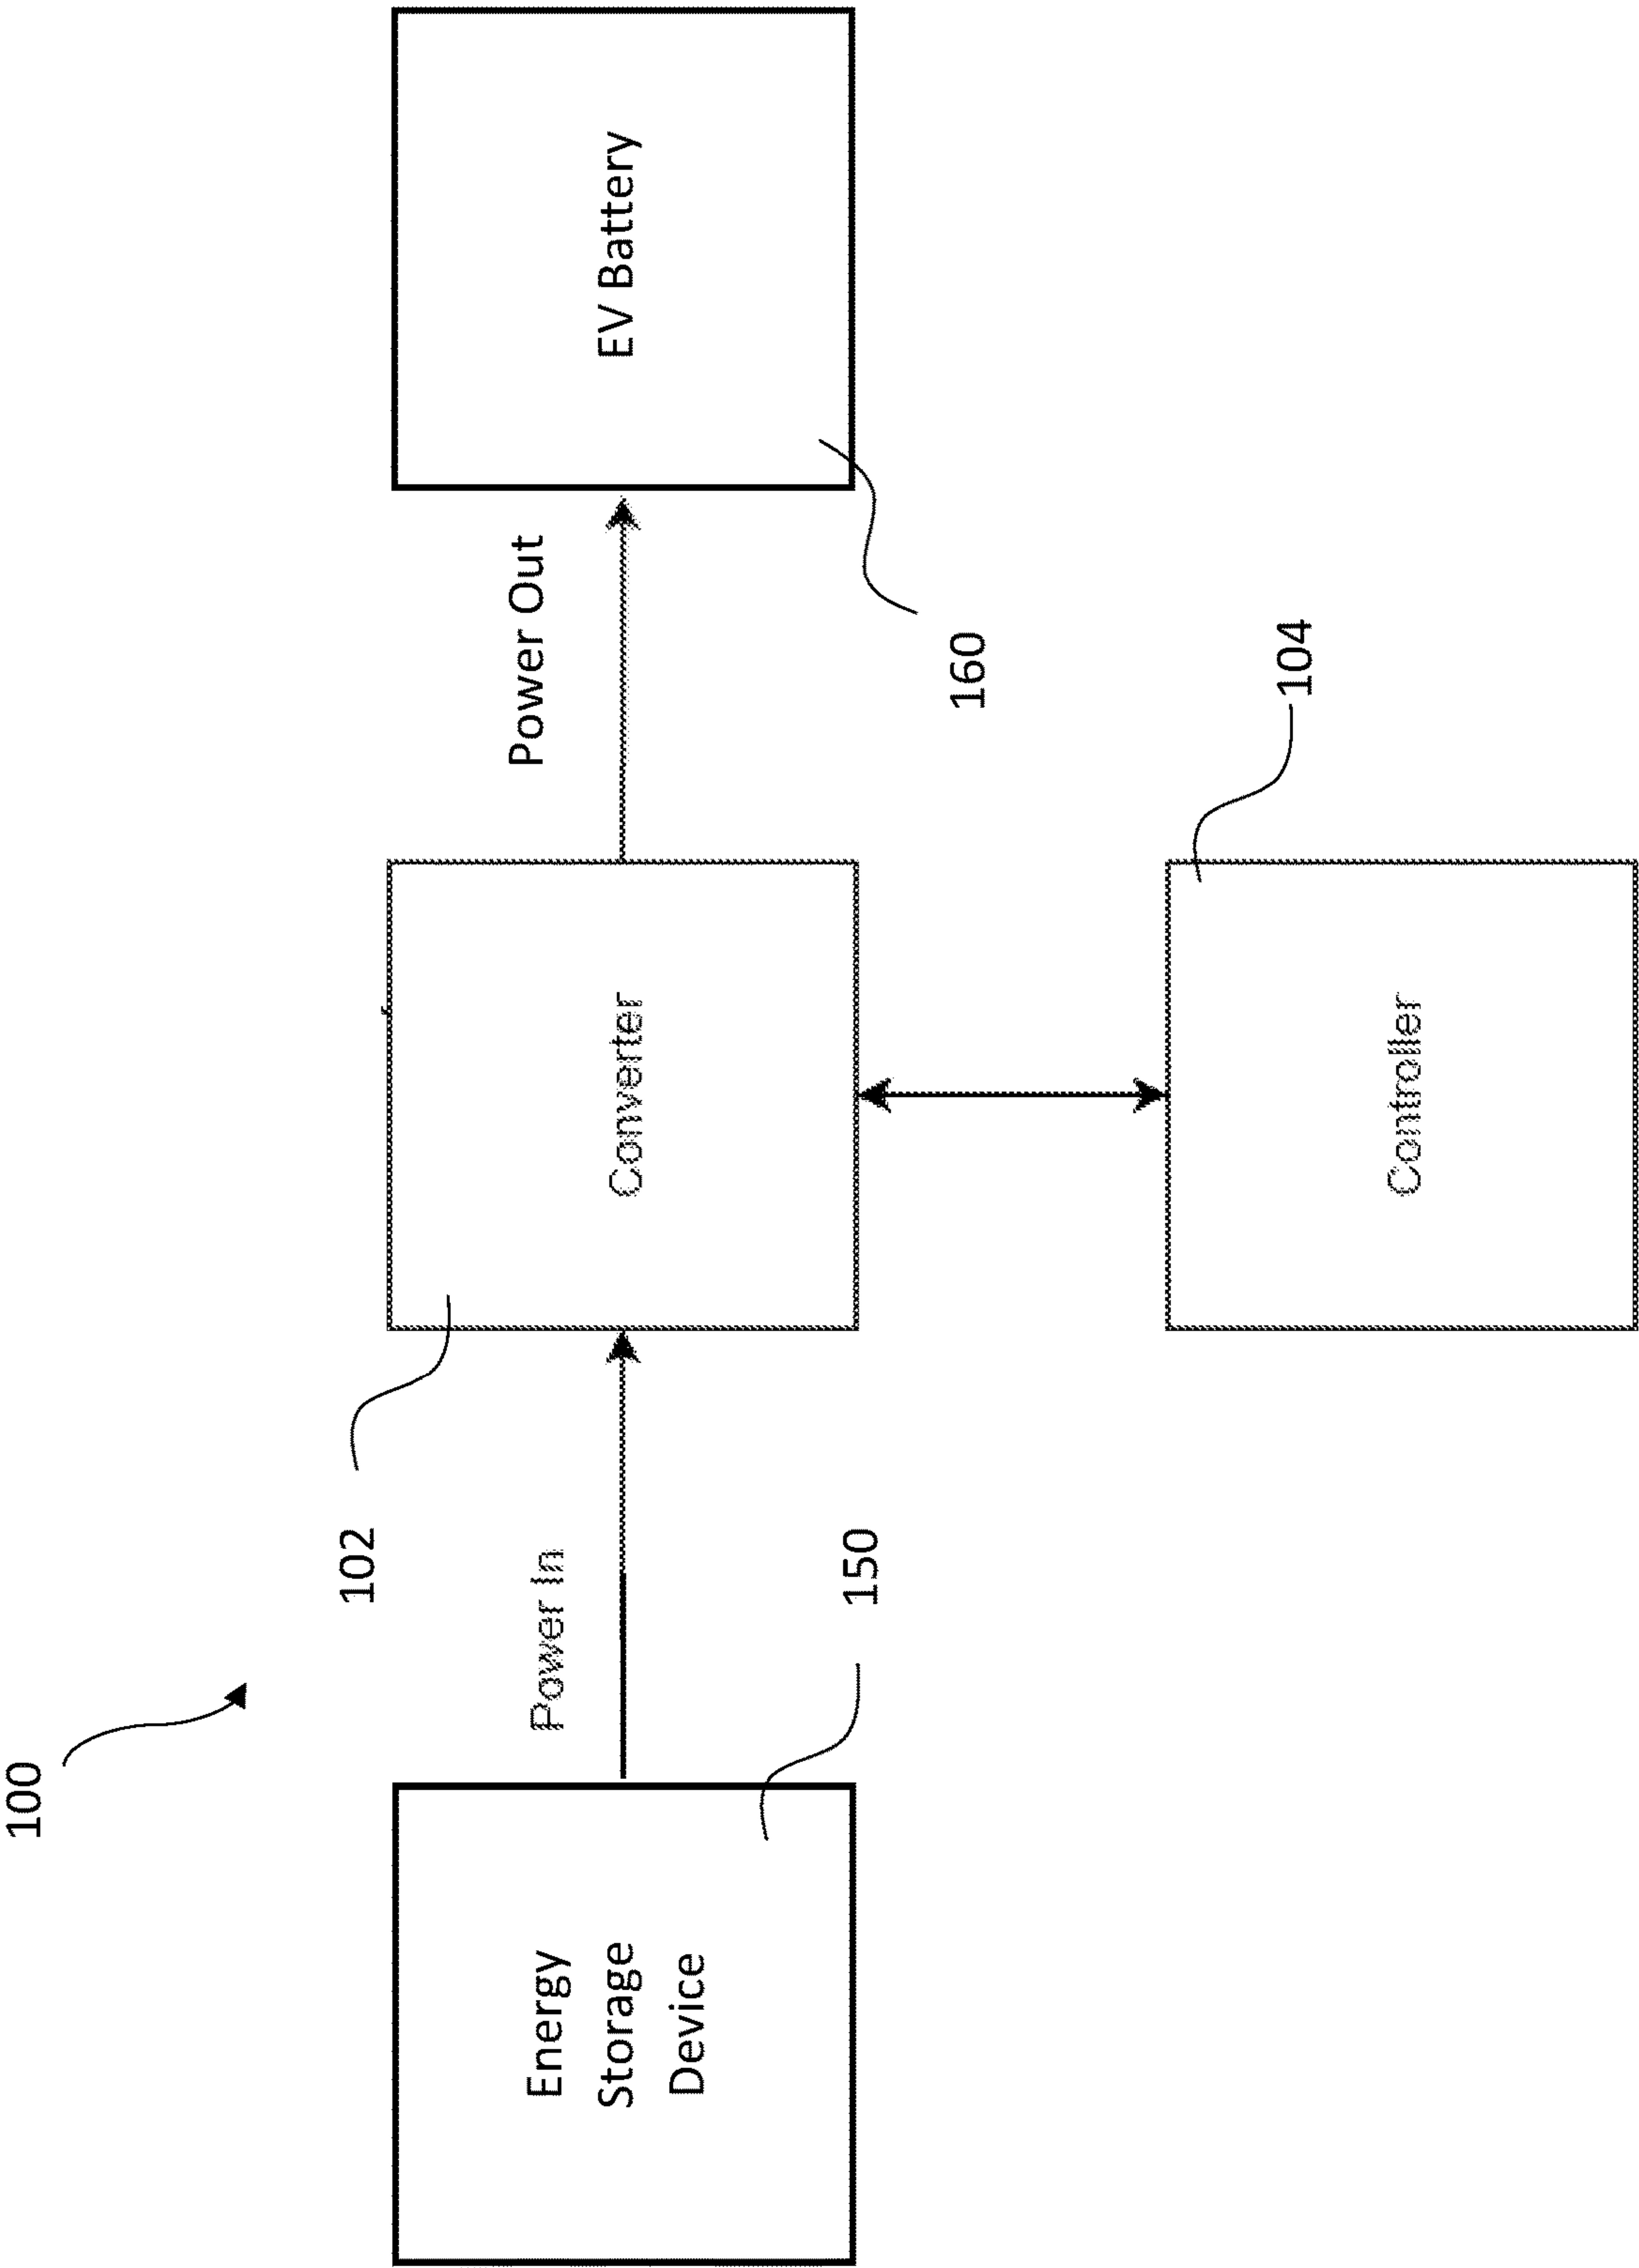 100
102
Power In
Power Out
Energy
Storage
Device
Converter
EV Battery
150
160
104
Controller